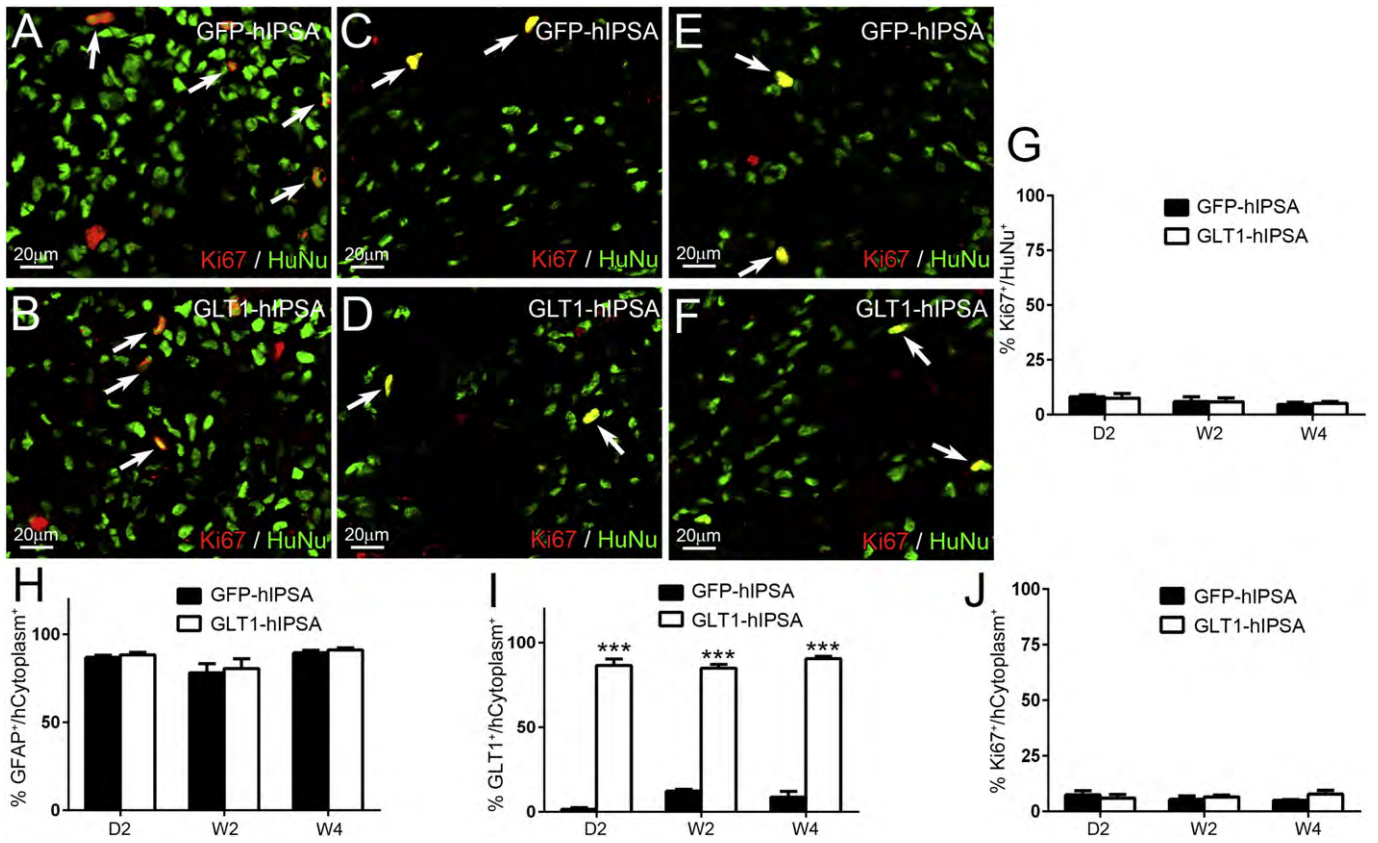 A
GFP-hIPSA
20μm
Ki67 / HuNu
C
GFP-hIPSA
20μm
Ki67 / HuNu
E
GFP-hIPSA
20μm
Ki67 / HuNu
B
GLT1-hIPSA
20μm
Ki67 / HuNu
D
GLT1-hIPSA
20μm
Ki67 / HuNu
F
GLT1-hIPSA
20μm
Ki67 / HuNu
G
% Ki67⁺/HuNu⁺
100
75
50
25
0
GFP-hIPSA
GLT1-hIPSA
D2 W2 W4
H
% GFAP⁺/hCytoplasm⁺
100
50
0
GFP-hIPSA
GLT1-hIPSA
D2 W2 W4
I
% GLT1⁺/hCytoplasm⁺
100
50
0
GFP-hIPSA
GLT1-hIPSA
*** *** ***
D2 W2 W4
J
% Ki67⁺/hCytoplasm⁺
100
75
50
25
0
GFP-hIPSA
GLT1-hIPSA
D2 W2 W4